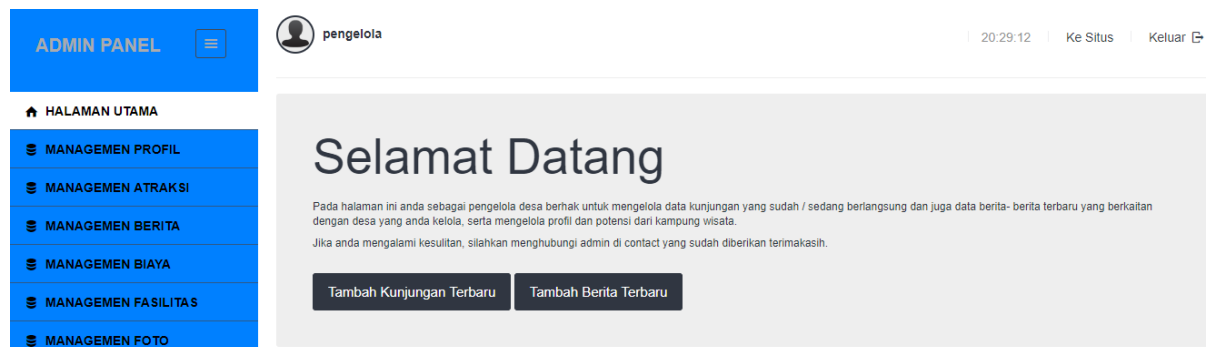 ADMIN PANEL
pengelola
20:29:12
Ke Situs
Keluar
HALAMAN UTAMA
MANAGEMEN PROFIL
MANAGEMEN ATRAKSI
MANAGEMEN BERITA
MANAGEMEN BIAYA
MANAGEMEN FASILITAS
MANAGEMEN FOTO
Selamat Datang
Pada halaman ini anda sebagai pengelola desa berhak untuk mengelola data kunjungan yang sudah / sedang berlangsung dan juga data berita- berita terbaru yang berkaitan
dengan desa yang anda kelola, serta mengelola profil dan potensi dari kampung wisata.
Jika anda mengalami kesulitan, silahkan menghubungi admin di contact yang sudah diberikan terimakasih.
Tambah Kunjungan Terbaru
Tambah Berita Terbaru